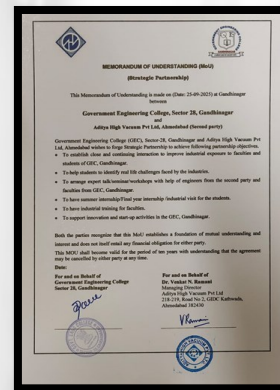 MEMORANDUM OF UNDERSTANDING (MoU)
(Strategic Partnership)
This Memorandum of Understanding is made on (Date: 25-09-2023) at Gandhinagar
between
Government Engineering College, Sector 28, Gandhinagar
and
Aditya High Vacuum Pvt Ltd, Ahmedabad (Second party)
Government Engineering College (GEC), Sector-28, Gandhinagar and Aditya High Vacuum Pvt
Ltd, Ahmedabad wishes to forge Strategic Partnership to achieve following partnership objectives.
• To establish close and continuing interaction to improve industrial exposure to faculties and
students of GEC, Gandhinagar.
• To help students to identify real life challenges faced by the industries.
• To arrange expert talk/seminar/workshops with help of engineers from the second party and
faculties from GEC, Gandhinagar.
• To have summer internship/Final year internship /industrial visit for the students.
• To have industrial training for faculties.
• To support innovation and start-up activities in the GEC, Gandhinagar.
Both the parties recognize that this MoU establishes a foundation of mutual understanding and
interest and does not itself entail any financial obligation for either party.
This MOU shall become valid for the period of ten years with understanding that the agreement
may be cancelled by either party at any time.
Date:
For and on Behalf of
Government Engineering College
Sector 28, Gandhinagar
For and on Behalf of
Dr. Venkat N. Ramani
Managing Director
Aditya High Vacuum Pvt Ltd
218-219, Road No 2, GIDC Kathwada,
Ahmedabad 382430